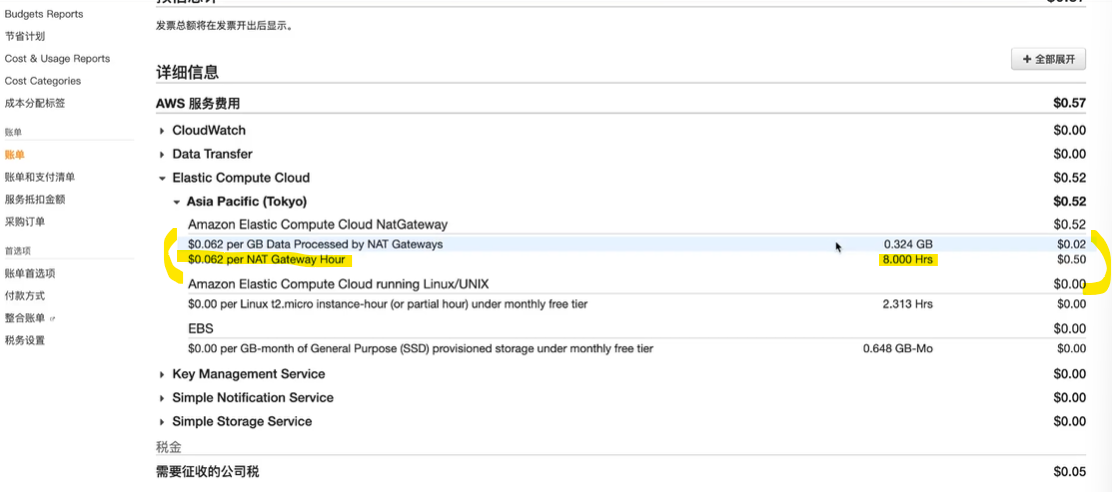 Budgets Reports
节省计划
Cost & Usage Reports
Cost Categories
成本分配标签
账单
账单
账单和支付清单
服务抵扣金额
采购订单
首选项
账单首选项
付款方式
整合账单
税务设置
发票总额将在发票开出后显示。
详细信息
+ 全部展开
AWS 服务费用 $0.57
CloudWatch $0.00
Data Transfer $0.00
Elastic Compute Cloud $0.52
Asia Pacific (Tokyo) $0.52
Amazon Elastic Compute Cloud NatGateway $0.52
$0.062 per GB Data Processed by NAT Gateways 0.324 GB $0.02
$0.062 per NAT Gateway Hour 8.000 Hrs $0.50
Amazon Elastic Compute Cloud running Linux/UNIX $0.00
$0.00 per Linux t2.micro instance-hour (or partial hour) under monthly free tier 2.313 Hrs $0.00
EBS $0.00
$0.00 per GB-month of General Purpose (SSD) provisioned storage under monthly free tier 0.648 GB-Mo $0.00
Key Management Service $0.00
Simple Notification Service $0.00
Simple Storage Service $0.00
税金
需要征收的公司税 $0.05